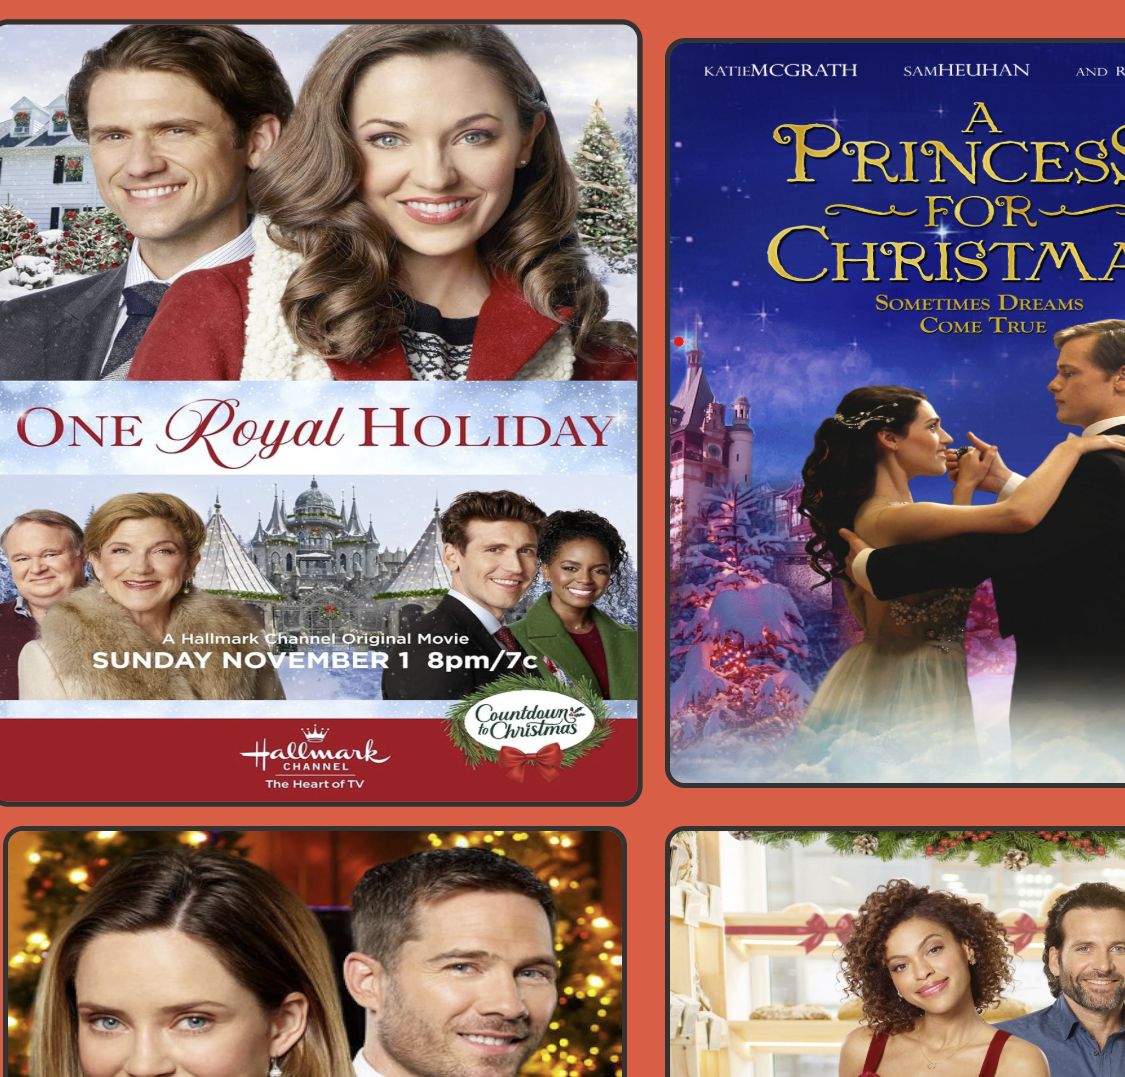 ONE Royal HOLIDAY
A Hallmark Channel Original Movie
SUNDAY NOVEMBER 1 8pm/7c
Countdown
to Christmas
Hallmark
CHANNEL
The Heart of TV
KATIEMCGRATH SAMHEUHAN AND R
A
PRINCESS
FOR
CHRISTMA
SOMETIMES DREAMS
COME TRUE